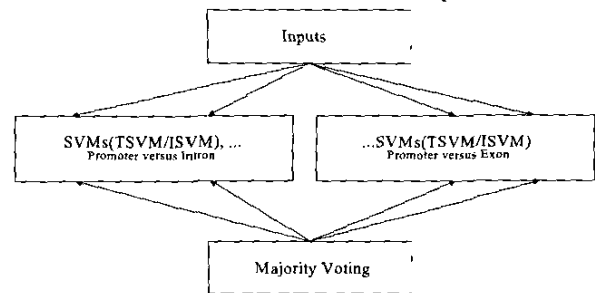 Inputs
SVMs(TSVM/ISVM), ...
Promoter versus Intron
...SVMs(TSVM/ISVM)
Promoter versus Exon
Majority Voting